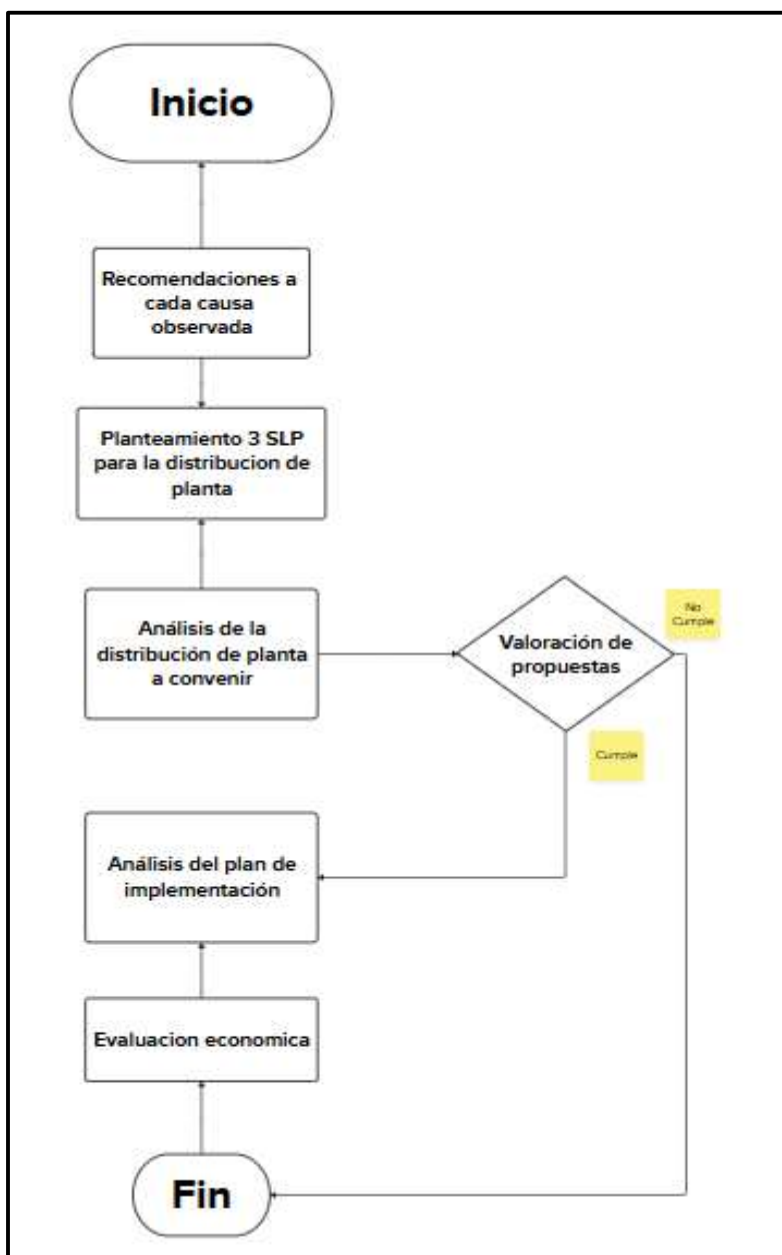 Inicio
Recomendaciones a
cada causa
observada
Planteamiento 3 SLP
para la distribucion de
planta
Análisis de la
distribución de planta
a convenir
Valoración de
propuestas
No
Cumple
Cumple
Análisis del plan de
implementación
Evaluacion economica
Fin